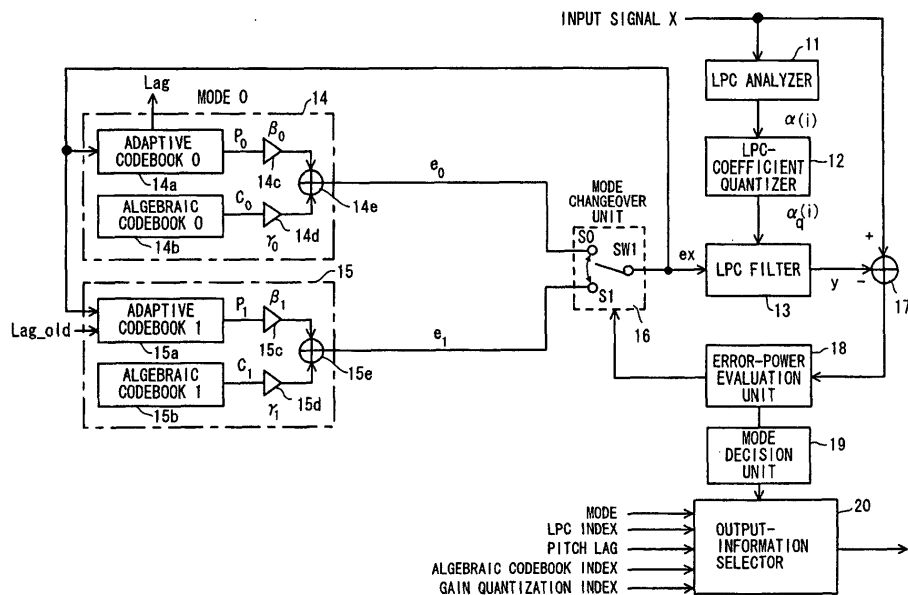 INPUT SIGNAL X
11
LPC ANALYZER
α(i)
LPC-
COEFFICIENT
QUANTIZER
12
αq(i)
Lag
MODE 0
14
ADAPTIVE
CODEBOOK 0
14a
P0
β0
14c
ALGEBRAIC
CODEBOOK 0
14b
C0
γ0
14d
14e
e0
MODE
CHANGEOVER
UNIT
S0
SW1
S1
16
ex
LPC FILTER
13
y
+
−
17
15
Lag_old
ADAPTIVE
CODEBOOK 1
15a
P1
β1
15c
ALGEBRAIC
CODEBOOK 1
15b
C1
γ1
15d
15e
e1
18
ERROR-POWER
EVALUATION
UNIT
MODE
DECISION
UNIT
19
20
MODE
LPC INDEX
PITCH LAG
ALGEBRAIC CODEBOOK INDEX
GAIN QUANTIZATION INDEX
OUTPUT-
INFORMATION
SELECTOR